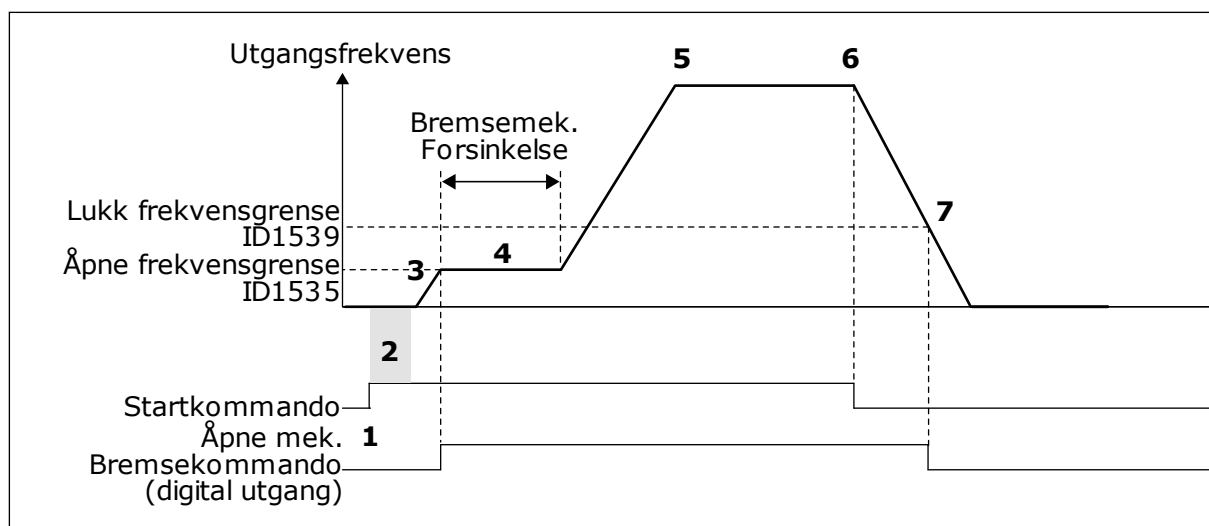 Utgangsfrekvens
5
6
Bremsemek.
Forsinkelse
Lukk frekvensgrense
ID1539
7
Åpne frekvensgrense
ID1535
3
4
2
Startkommando
Åpne mek.
1
Bremsekommando
(digital utgang)